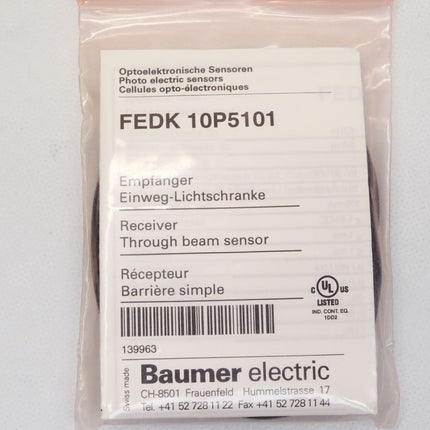 Optoelektronische Sensoren
Photo electric sensors
Cellules opto-électroniques
FEDK 10P5101
Empfänger
Einweg-Lichtschranke
Receiver
Through beam sensor
Récepteur
Barrière simple
C UL US
LISTED
IND. CONT. EQ.
1DD2
139963
Swiss made
Baumer electric
CH-8501 Frauenfeld Hummelstrasse 17
Tel. +41 52 728 11 22 Fax +41 52 728 11 44